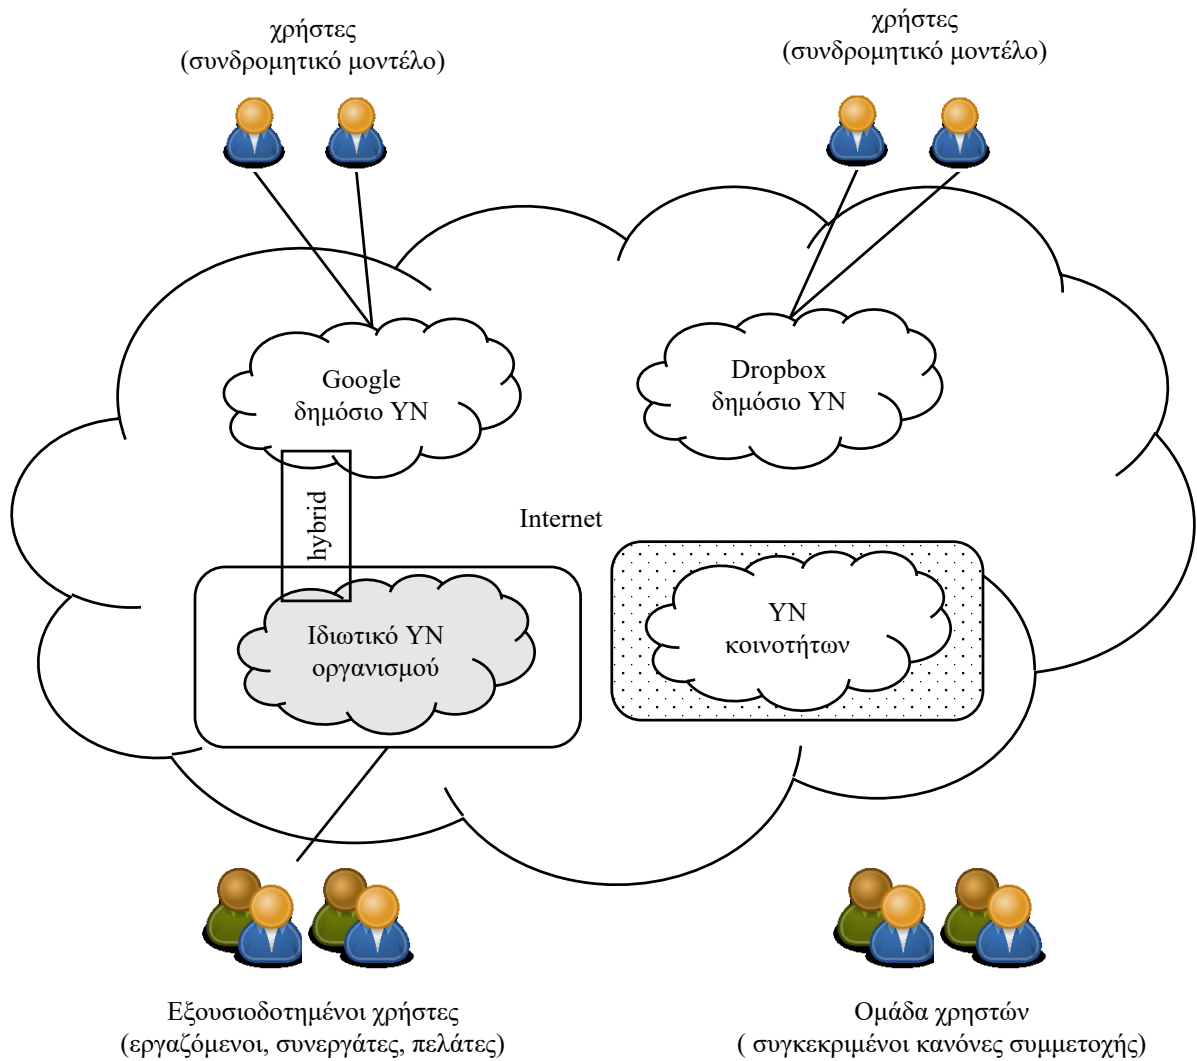 χρήστες
(συνδρομητικό μοντέλο)
χρήστες
(συνδρομητικό μοντέλο)
Google
δημόσιο ΥΝ
Dropbox
δημόσιο ΥΝ
hybrid
Internet
Ιδιωτικό ΥΝ
οργανισμού
ΥΝ
κοινοτήτων
Εξουσιοδοτημένοι χρήστες
(εργαζόμενοι, συνεργάτες, πελάτες)
Ομάδα χρηστών
( συγκεκριμένοι κανόνες συμμετοχής)